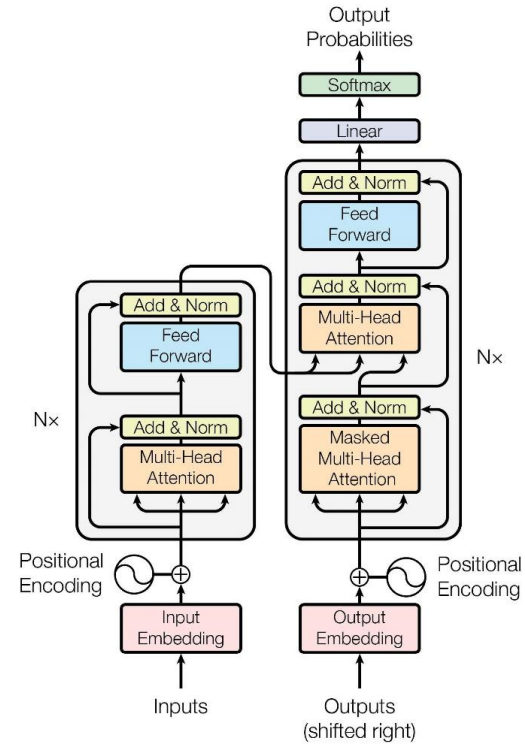 Output
Probabilities
Softmax
Linear
Add & Norm
Feed
Forward
Add & Norm
Multi-Head
Attention
Add & Norm
Masked
Multi-Head
Attention
N×
Add & Norm
Feed
Forward
N×
Add & Norm
Multi-Head
Attention
Positional
Encoding
Positional
Encoding
Input
Embedding
Output
Embedding
Inputs
Outputs
(shifted right)